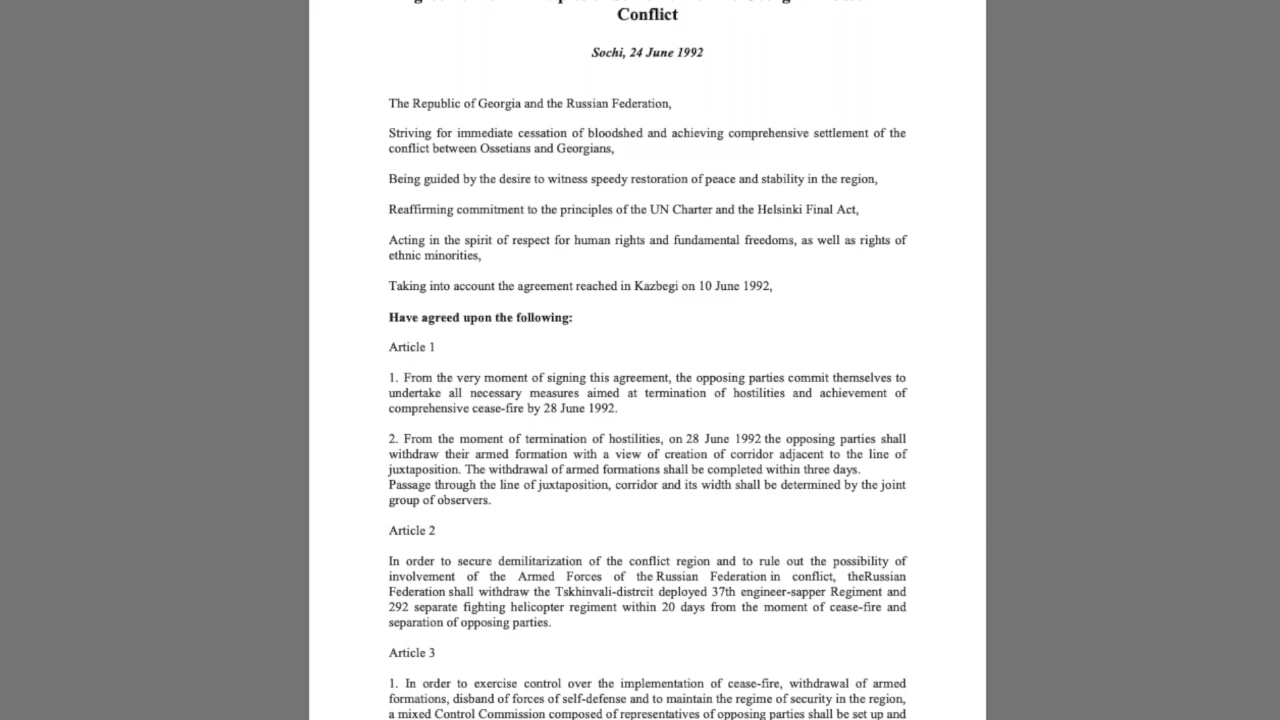 Conflict
Sochi, 24 June 1992
The Republic of Georgia and the Russian Federation,
Striving for immediate cessation of bloodshed and achieving comprehensive settlement of the
conflict between Ossetians and Georgians,
Being guided by the desire to witness speedy restoration of peace and stability in the region,
Reaffirming commitment to the principles of the UN Charter and the Helsinki Final Act,
Acting in the spirit of respect for human rights and fundamental freedoms, as well as rights of
ethnic minorities,
Taking into account the agreement reached in Kazbegi on 10 June 1992,
Have agreed upon the following:
Article 1
1. From the very moment of signing this agreement, the opposing parties commit themselves to
undertake all necessary measures aimed at termination of hostilities and achievement of
comprehensive cease-fire by 28 June 1992.
2. From the moment of termination of hostilities, on 28 June 1992 the opposing parties shall
withdraw their armed formation with a view of creation of corridor adjacent to the line of
juxtaposition. The withdrawal of armed formations shall be completed within three days.
Passage through the line of juxtaposition, corridor and its width shall be determined by the joint
group of observers.
Article 2
In order to secure demilitarization of the conflict region and to rule out the possibility of
involvement of the Armed Forces of the Russian Federation in conflict, theRussian
Federation shall withdraw the Tskhinvali-distrcit deployed 37th engineer-sapper Regiment and
292 separate fighting helicopter regiment within 20 days from the moment of cease-fire and
separation of opposing parties.
Article 3
1. In order to exercise control over the implementation of cease-fire, withdrawal of armed
formations, disband of forces of self-defense and to maintain the regime of security in the region,
a mixed Control Commission composed of representatives of opposing parties shall be set up and